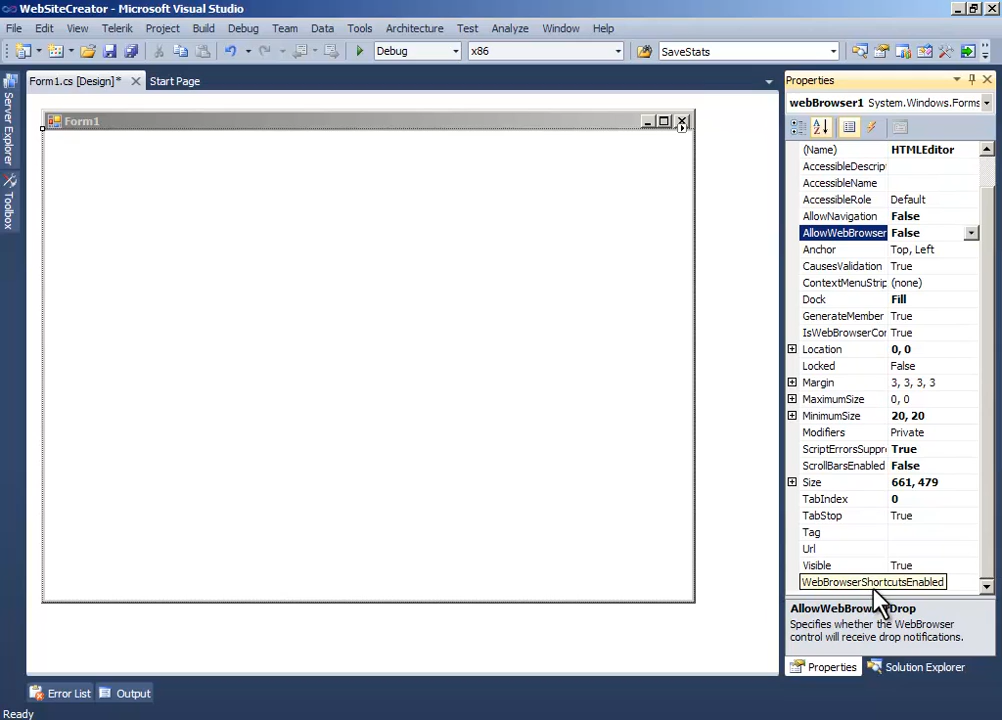 WebSiteCreator - Microsoft Visual Studio
File Edit View Telerik Project Build Debug Team Data Tools Architecture Test Analyze Window Help
Debug x86 SaveStats
Form1.cs [Design]* Start Page
Server Explorer
Toolbox
Form1
Properties
webBrowser1 System.Windows.Forms
(Name) HTMLEditor
AccessibleDescrip
AccessibleName
AccessibleRole Default
AllowNavigation False
AllowWebBrowser False
Anchor Top, Left
CausesValidation True
ContextMenuStrip (none)
Dock Fill
GenerateMember True
IsWebBrowserCor True
Location 0, 0
Locked False
Margin 3, 3, 3, 3
MaximumSize 0, 0
MinimumSize 20, 20
Modifiers Private
ScriptErrorsSuppre True
ScrollBarsEnabled False
Size 661, 479
TabIndex 0
TabStop True
Tag
Url
Visible True
WebBrowserShortcutsEnabled
AllowWebBrowserDrop
Specifies whether the WebBrowser
control will receive drop notifications.
Properties Solution Explorer
Error List Output
Ready